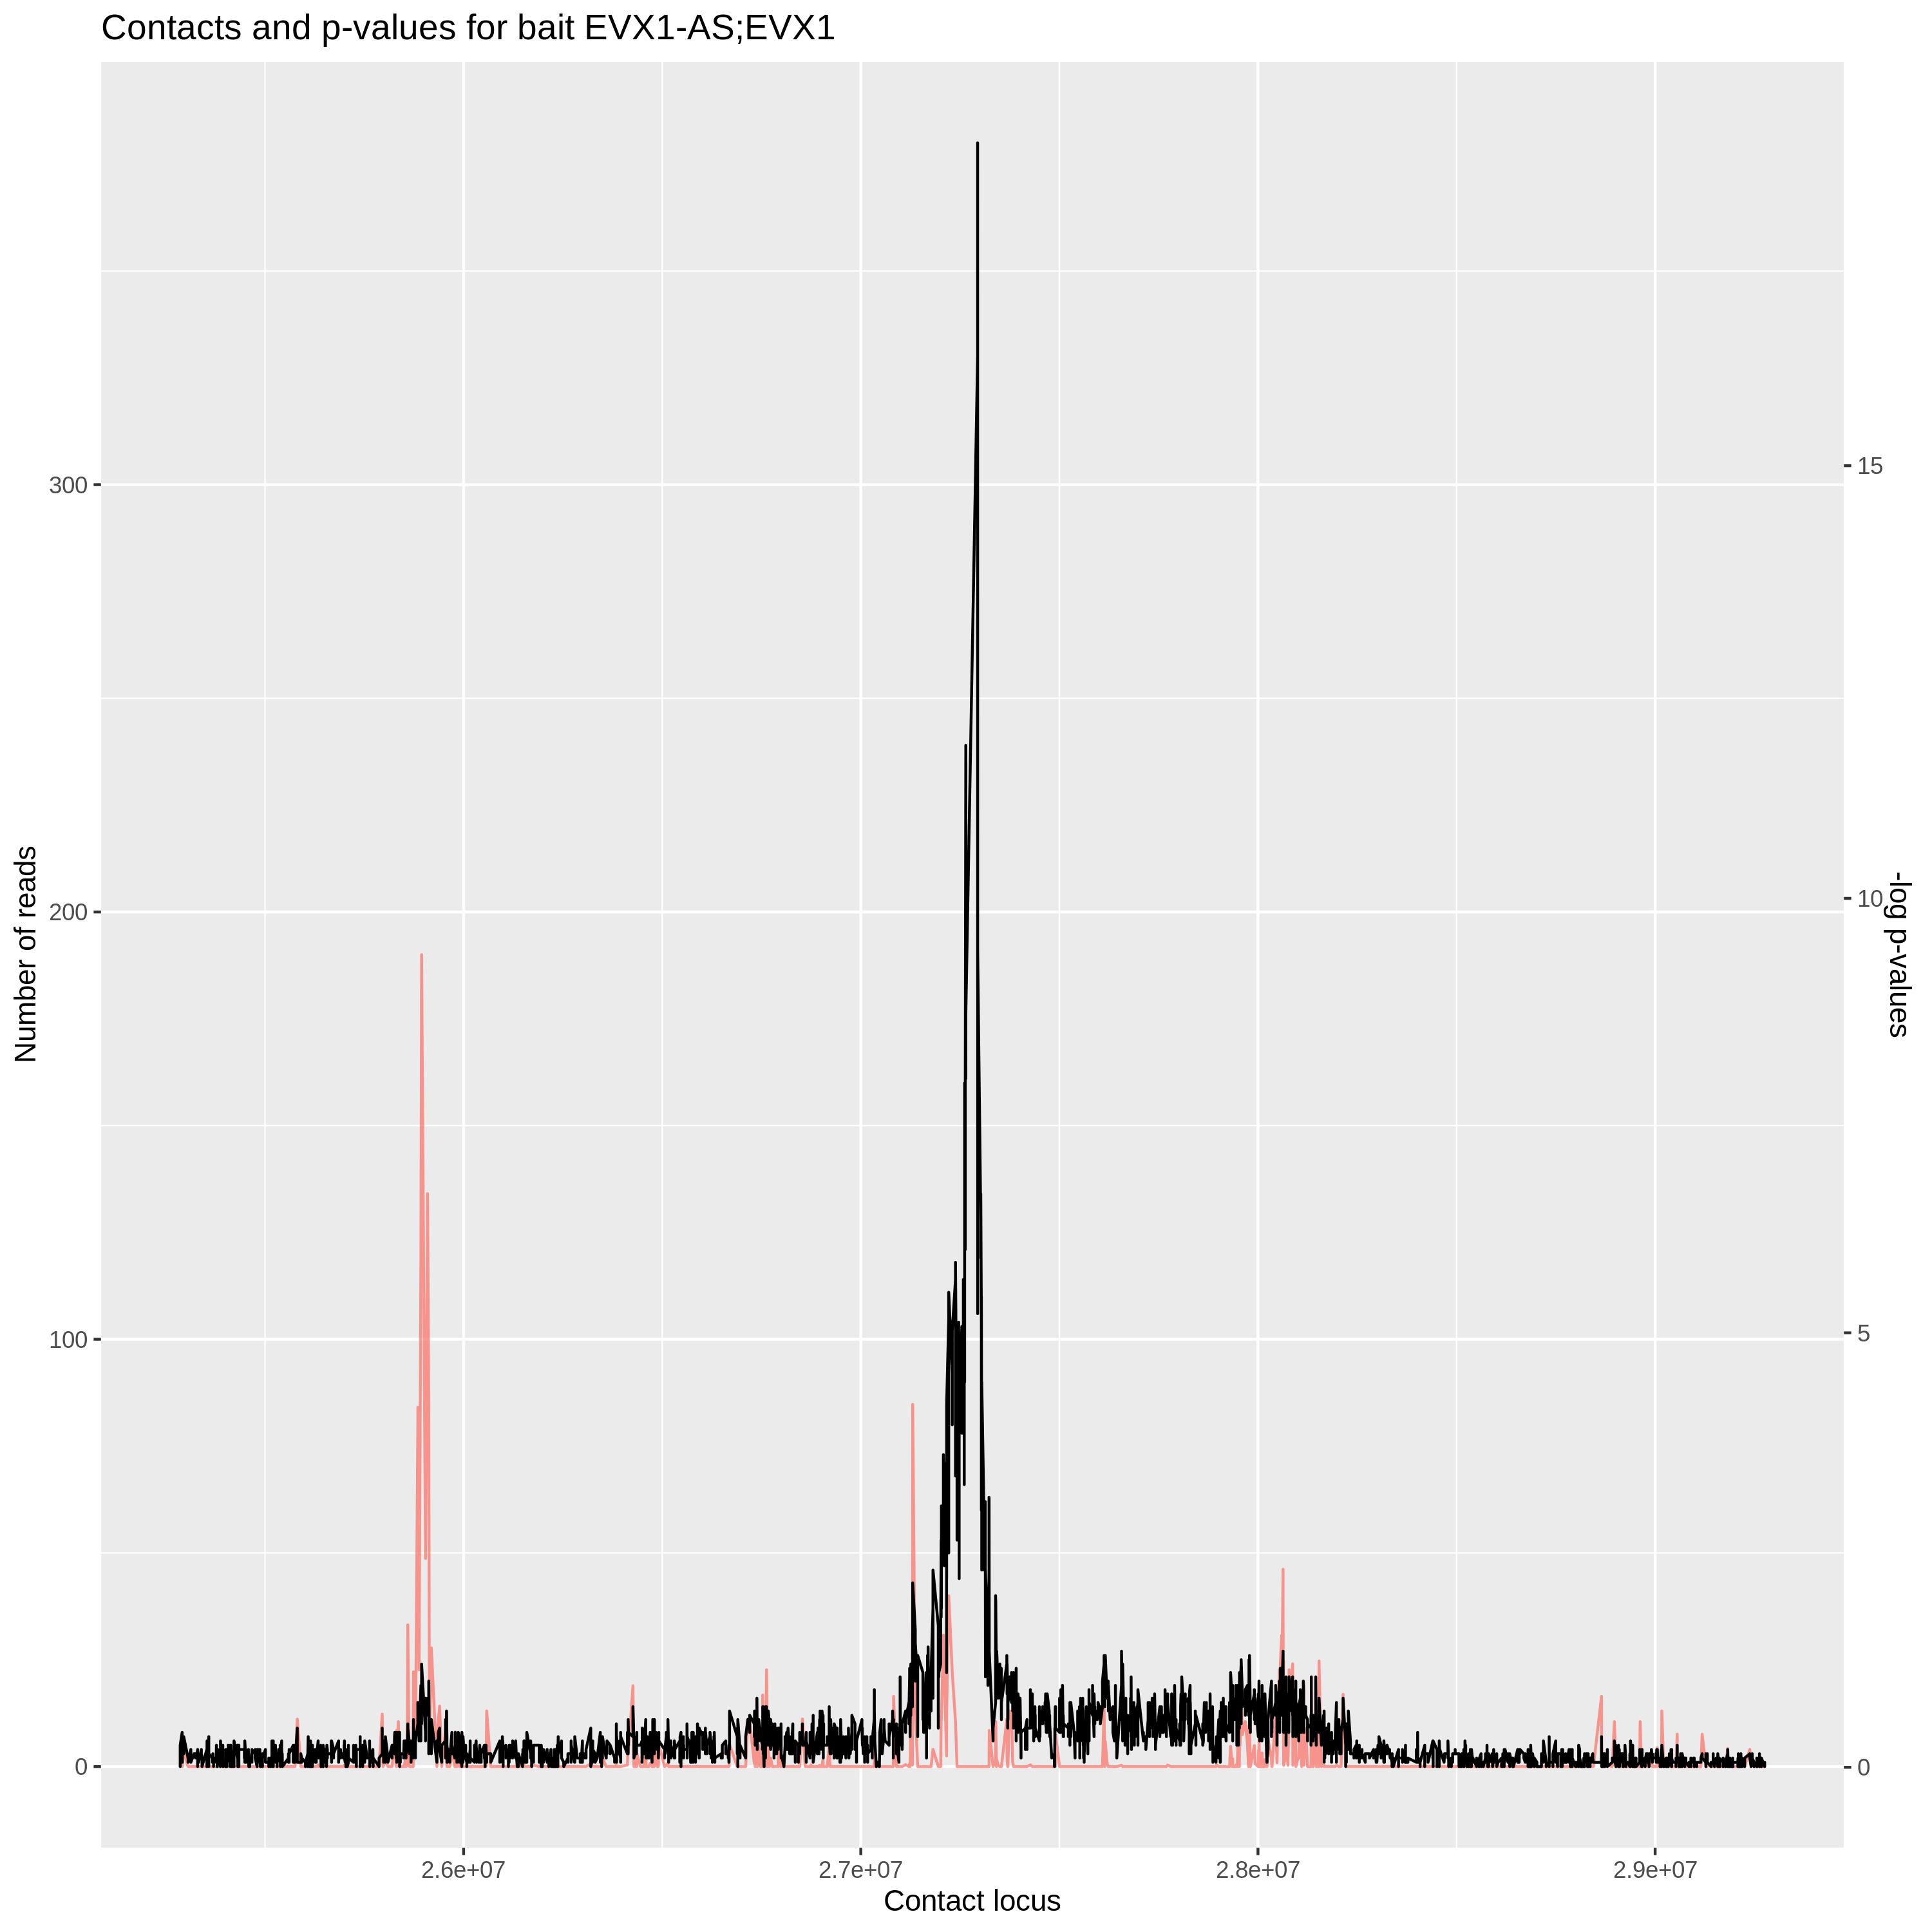 Contacts and p-values for bait EVX1-AS;EVX1
Number of reads
300
200
100
0
15
10
5
0
-log p-values
2.6e+07
2.7e+07
2.8e+07
2.9e+07
Contact locus